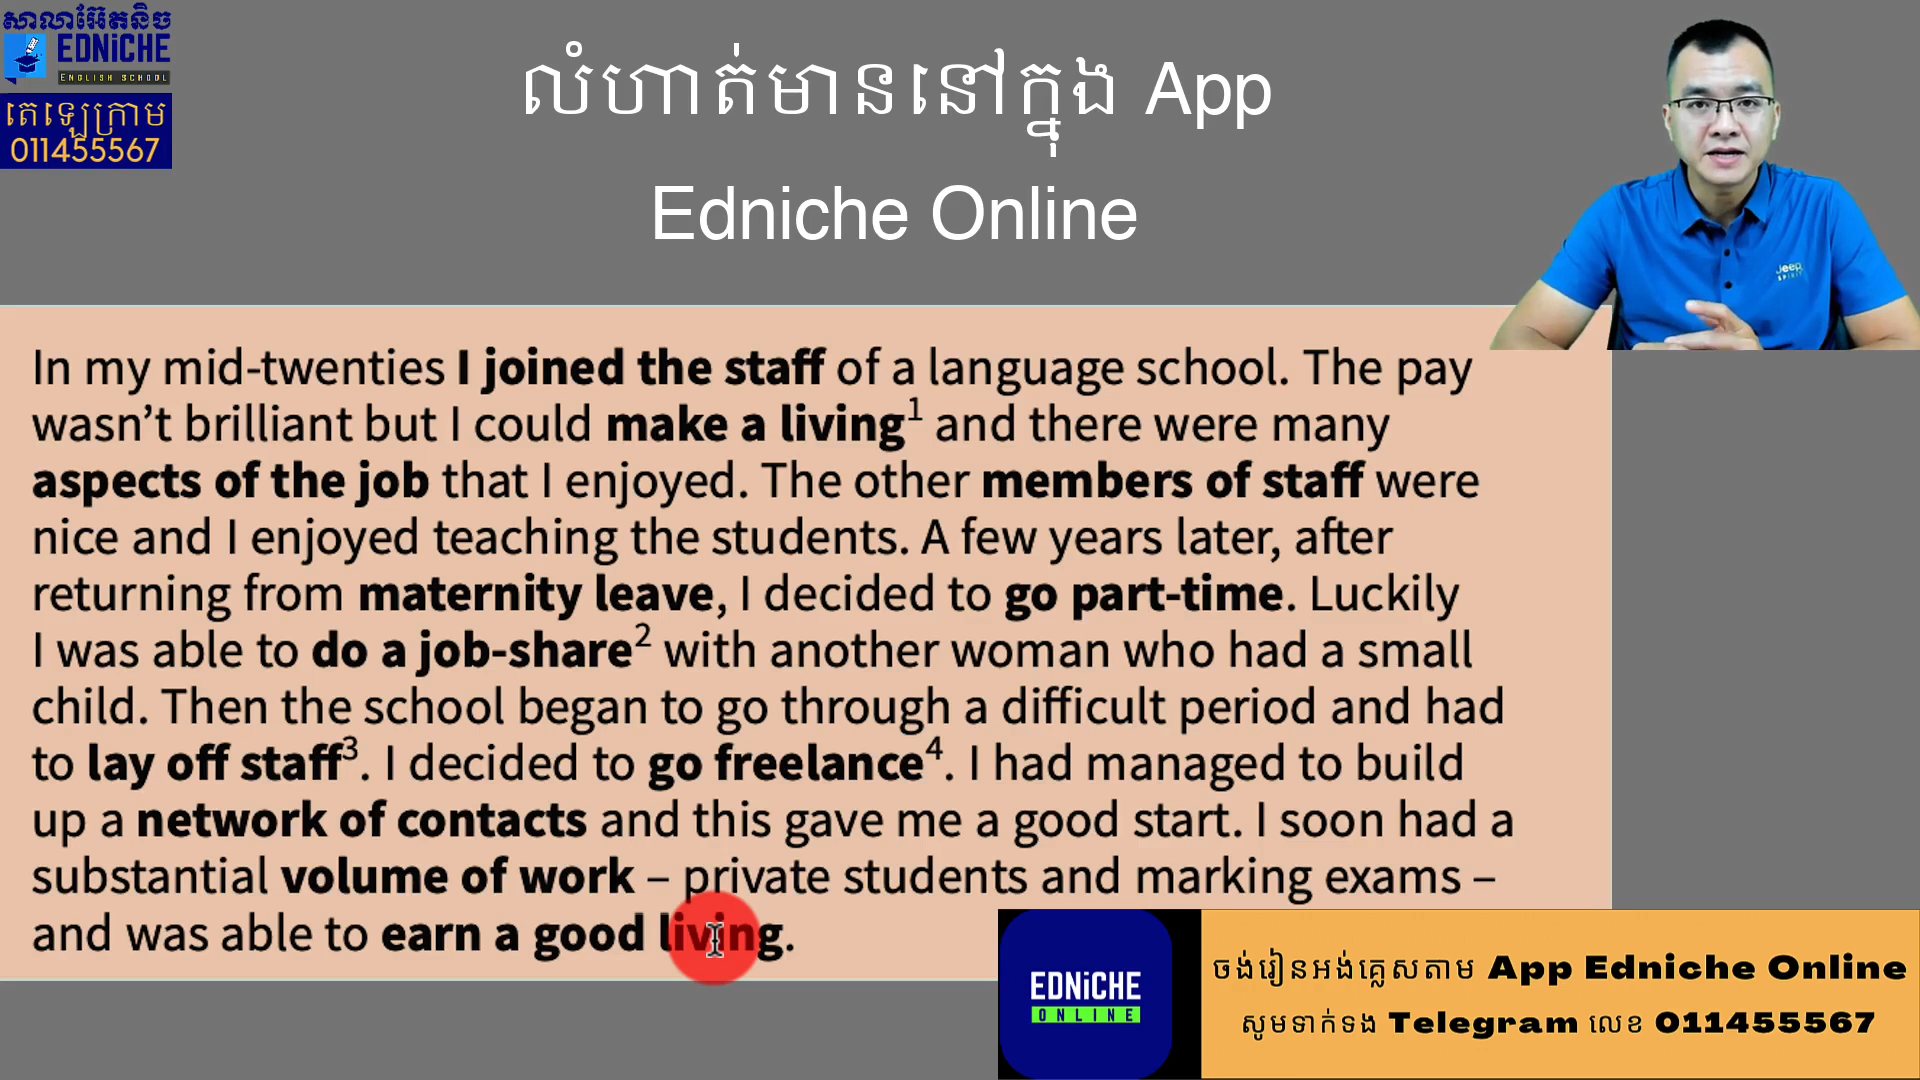 សាលាអ៊ែតនិច
EDNiCHE
ENGLISH SCHOOL
តេឡេក្រាម
011455567
លំហាត់មាននៅក្នុង App
Edniche Online
Jeep
SPIRIT
In my mid-twenties I joined the staff of a language school. The pay
wasn’t brilliant but I could make a living1 and there were many
aspects of the job that I enjoyed. The other members of staff were
nice and I enjoyed teaching the students. A few years later, after
returning from maternity leave, I decided to go part-time. Luckily
I was able to do a job-share2 with another woman who had a small
child. Then the school began to go through a difficult period and had
to lay off staff3. I decided to go freelance4. I had managed to build
up a network of contacts and this gave me a good start. I soon had a
substantial volume of work – private students and marking exams –
and was able to earn a good living.
EDNiCHE
ONLINE
ចង់រៀនអង់គ្លេសតាម App Edniche Online
សូមទាក់ទង Telegram លេខ 011455567